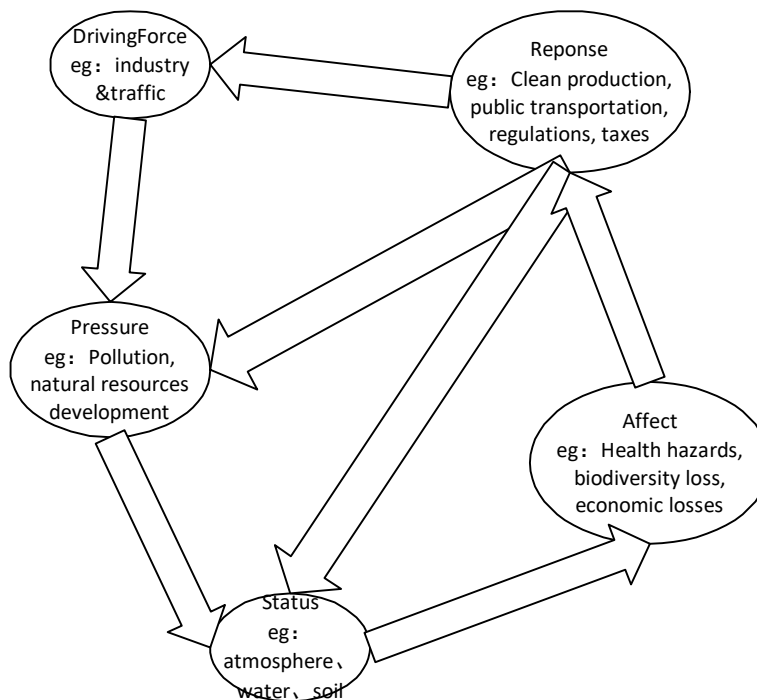 DrivingForce
eg：industry
&traffic
Reponse
eg：Clean production,
public transportation,
regulations, taxes
Pressure
eg：Pollution,
natural resources
development
Affect
eg：Health hazards,
biodiversity loss,
economic losses
Status
eg：
atmosphere、
water、soil